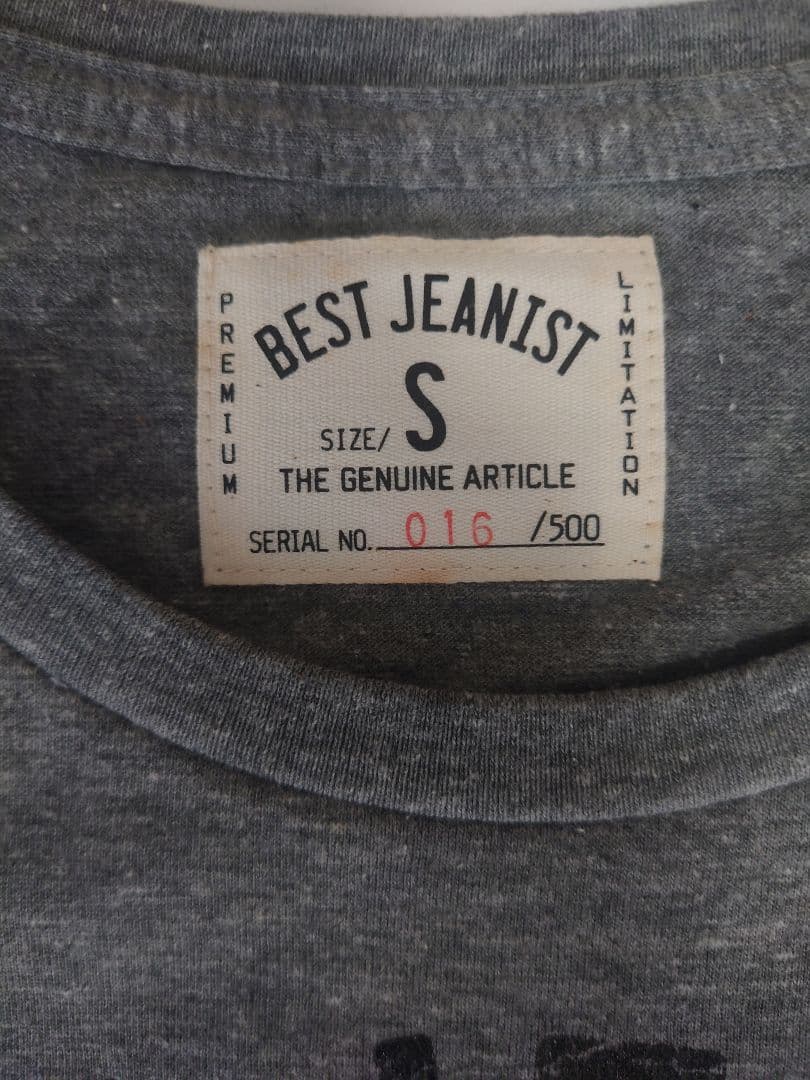 BEST JEANIST
PREMIUM
LIMITATION
SIZE/ S
THE GENUINE ARTICLE
SERIAL NO. 016 /500